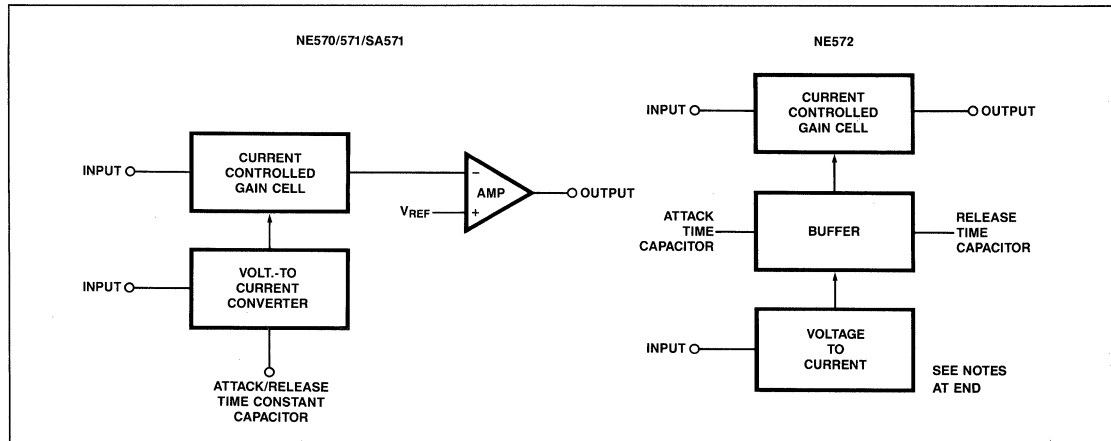 NE570/571/SA571
INPUT
CURRENT
CONTROLLED
GAIN CELL
VREF
−
+
AMP
OUTPUT
INPUT
VOLT.-TO
CURRENT
CONVERTER
ATTACK/RELEASE
TIME CONSTANT
CAPACITOR
NE572
INPUT
CURRENT
CONTROLLED
GAIN CELL
OUTPUT
ATTACK
TIME
CAPACITOR
BUFFER
RELEASE
TIME
CAPACITOR
INPUT
VOLTAGE
TO
CURRENT
SEE NOTES
AT END